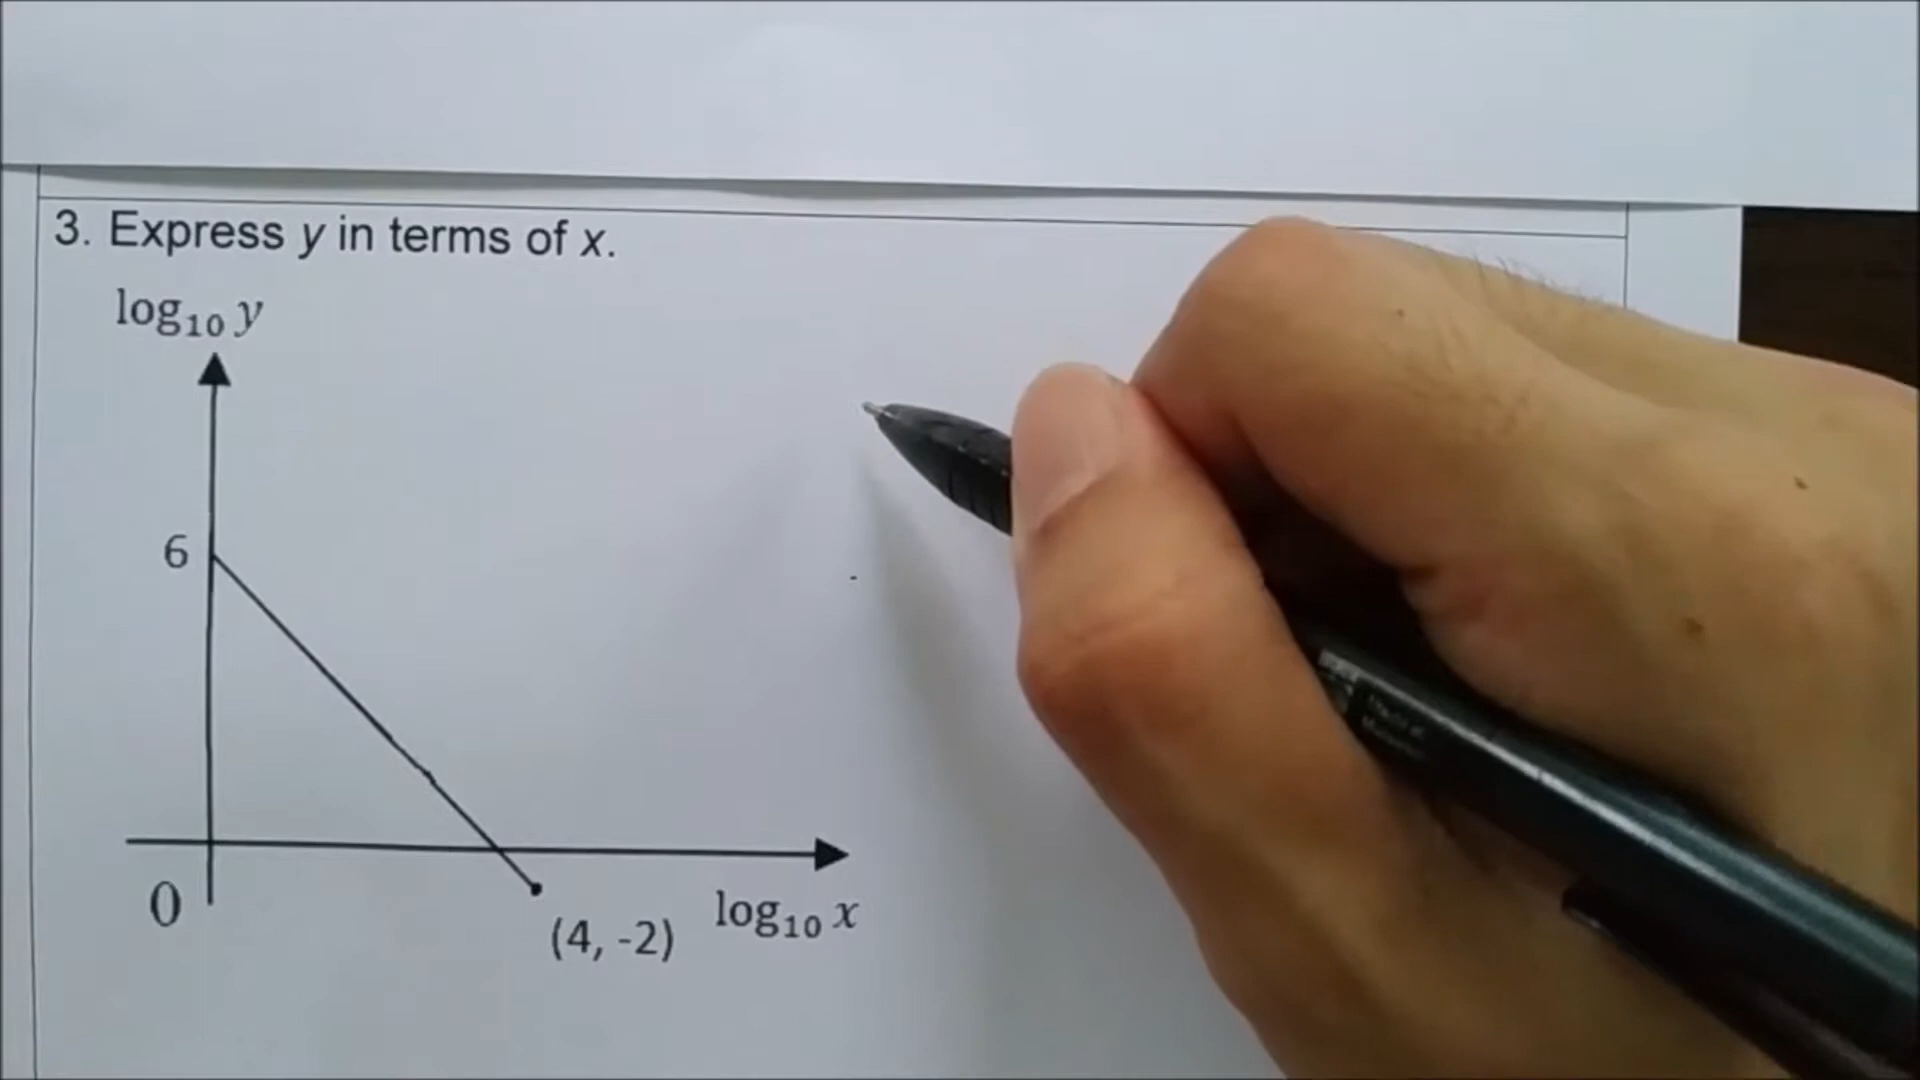 3. Express y in terms of x.
log₁₀ y
6
0
(4, -2)
log₁₀ x